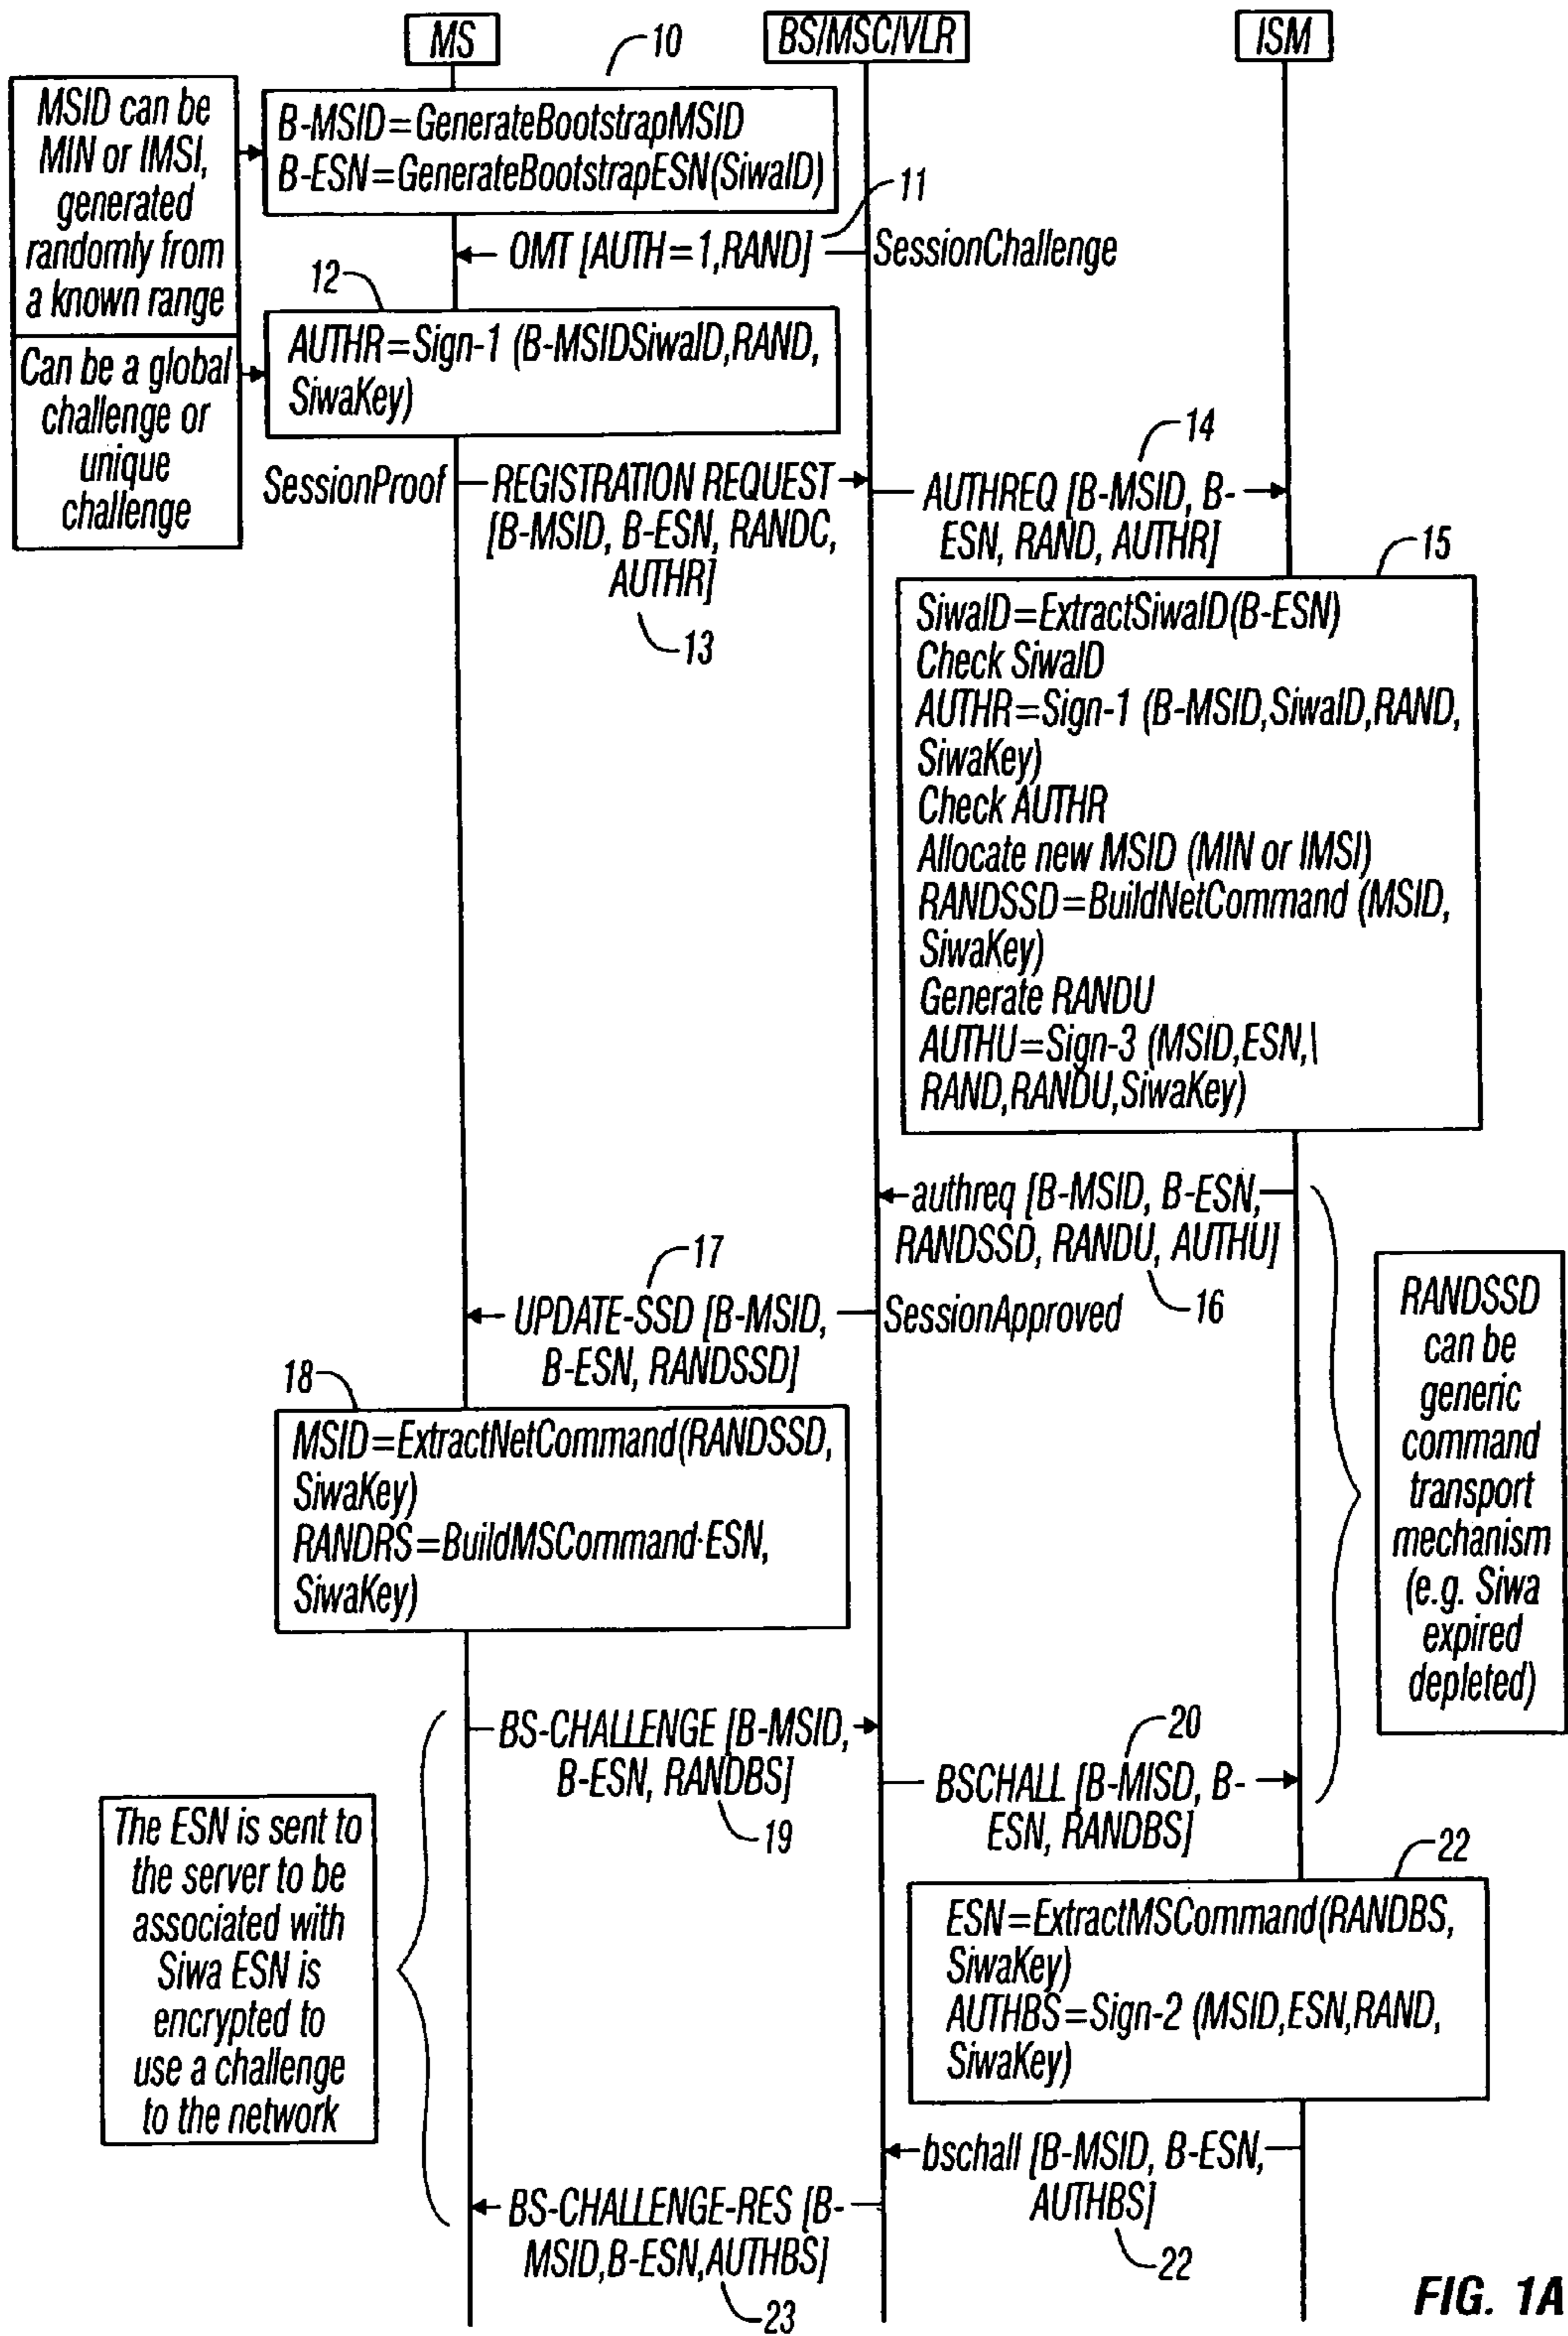 MS
BS/MSC/VLR
ISM
10
MSID can be
MIN or IMSI,
generated
randomly from
a known range
B-MSID=GenerateBootstrapMSID
B-ESN=GenerateBootstrapESN(SiwaID)
11
OMT [AUTH=1,RAND]
SessionChallenge
12
Can be a global
challenge or
unique
challenge
AUTHR=Sign-1 (B-MSIDSiwaID,RAND,
SiwaKey)
SessionProof
REGISTRATION REQUEST
[B-MSID, B-ESN, RANDC,
AUTHR]
13
14
AUTHREQ [B-MSID, B-
ESN, RAND, AUTHR]
15
SiwaID=ExtractSiwaID(B-ESN)
Check SiwaID
AUTHR=Sign-1 (B-MSID,SiwaID,RAND,
SiwaKey)
Check AUTHR
Allocate new MSID (MIN or IMSI)
RANDSSD=BuildNetCommand (MSID,
SiwaKey)
Generate RANDU
AUTHU=Sign-3 (MSID,ESN,\
RAND,RANDU,SiwaKey)
authreq [B-MSID, B-ESN,
RANDSSD, RANDU, AUTHU]
16
17
UPDATE-SSD [B-MSID,
B-ESN, RANDSSD]
SessionApproved
RANDSSD
can be
generic
command
transport
mechanism
(e.g. Siwa
expired
depleted)
18
MSID=ExtractNetCommand(RANDSSD,
SiwaKey)
RANDRS=BuildMSCommand·ESN,
SiwaKey)
BS-CHALLENGE [B-MSID,
B-ESN, RANDBS]
19
20
BSCHALL [B-MISD, B-
ESN, RANDBS]
The ESN is sent to
the server to be
associated with
Siwa ESN is
encrypted to
use a challenge
to the network
22
ESN=ExtractMSCommand(RANDBS,
SiwaKey)
AUTHBS=Sign-2 (MSID,ESN,RAND,
SiwaKey)
bschall [B-MSID, B-ESN,
AUTHBS]
22
BS-CHALLENGE-RES [B-
MSID,B-ESN,AUTHBS]
23
FIG. 1A